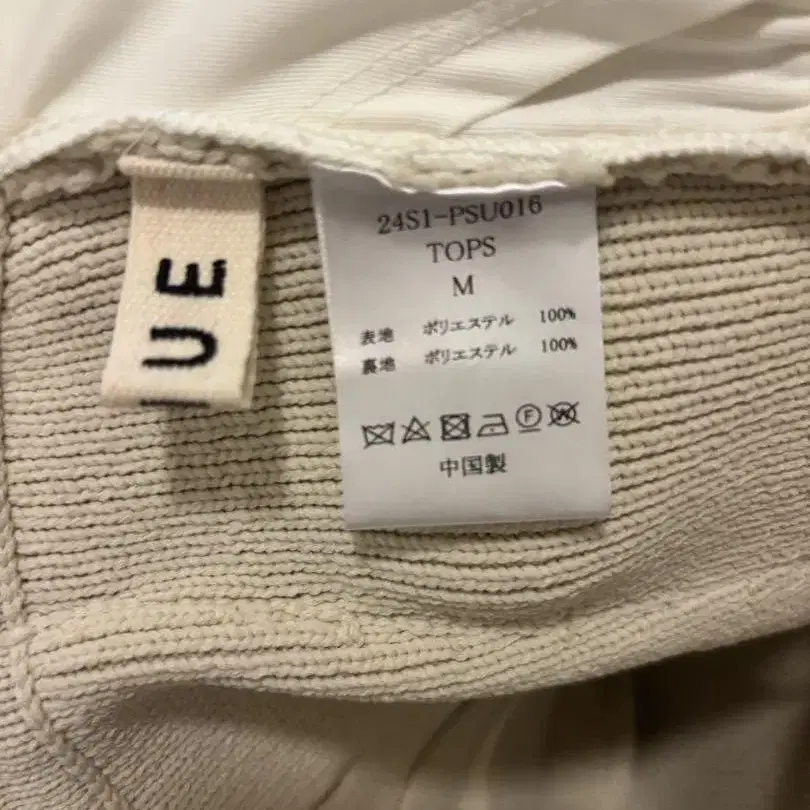 UE
24S1-PSU016
TOPS
M
表地 ポリエステル 100%
裏地 ポリエステル 100%
中国製